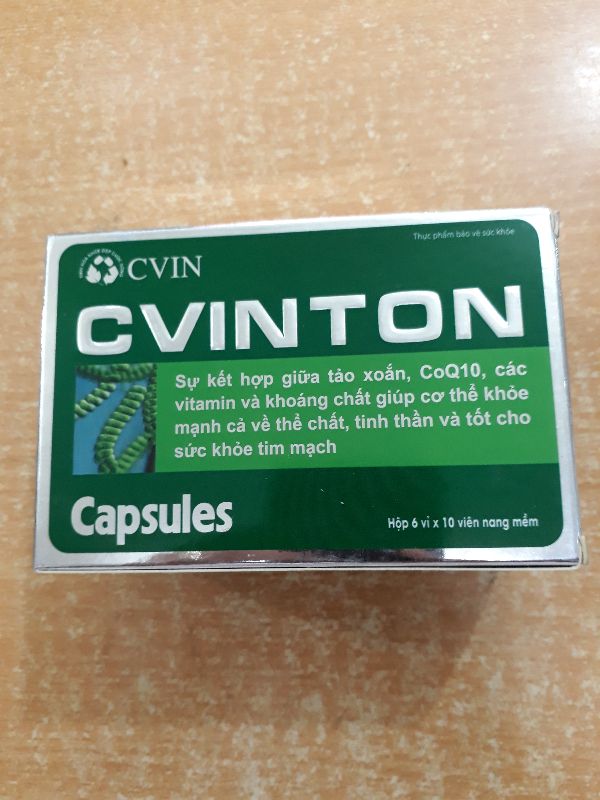 Thực phẩm bảo vệ sức khỏe
CVIN
CVINTON
Sự kết hợp giữa tảo xoắn, CoQ10, các
vitamin và khoáng chất giúp cơ thể khỏe
mạnh cả về thể chất, tinh thần và tốt cho
sức khỏe tim mạch
Capsules
Hộp 6 vỉ x 10 viên nang mềm